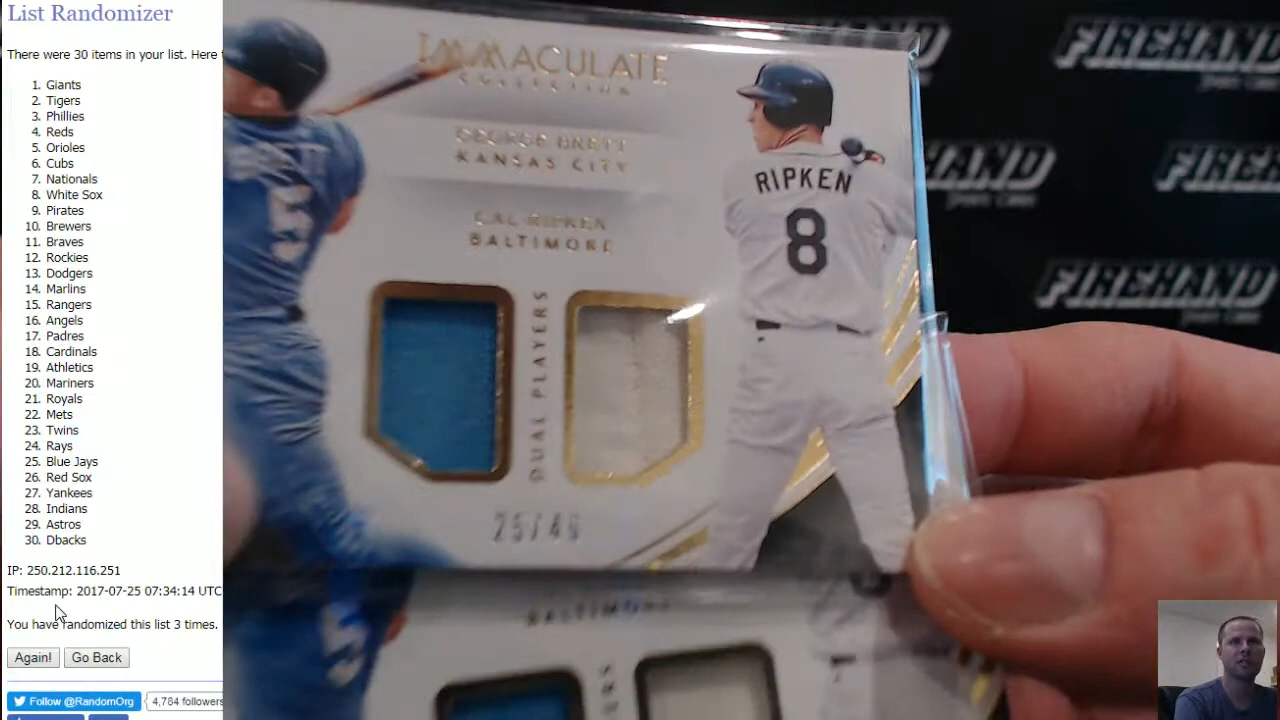 List Randomizer
There were 30 items in your list. Here
1. Giants
2. Tigers
3. Phillies
4. Reds
5. Orioles
6. Cubs
7. Nationals
8. White Sox
9. Pirates
10. Brewers
11. Braves
12. Rockies
13. Dodgers
14. Marlins
15. Rangers
16. Angels
17. Padres
18. Cardinals
19. Athletics
20. Mariners
21. Royals
22. Mets
23. Twins
24. Rays
25. Blue Jays
26. Red Sox
27. Yankees
28. Indians
29. Astros
30. Dbacks
IP: 250.212.116.251
Timestamp: 2017-07-25 07:34:14 UTC
You have randomized this list 3 times.
Again! Go Back
Follow @RandomOrg 4,784 followers
IMMACULATE
COLLECTION
GEORGE BRETT
KANSAS CITY
CAL RIPKEN
BALTIMORE
DUAL PLAYERS
RIPKEN
8
5
BALTIMORE
5
FIREHAND
FIREHAND
FIREHAND